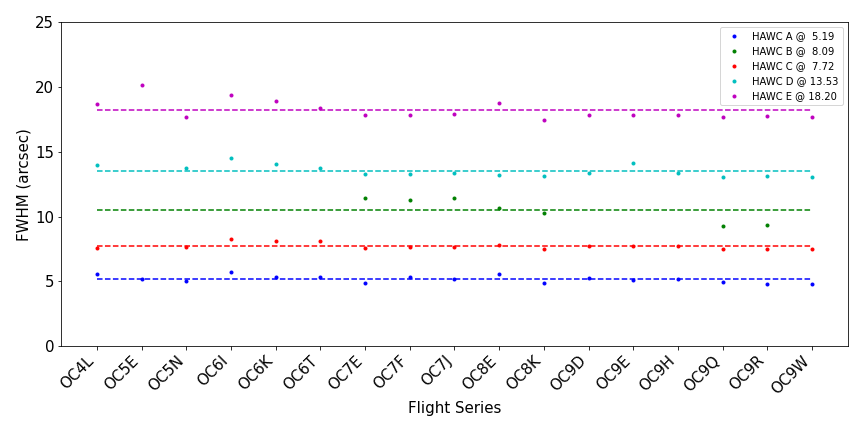 25
20
15
10
5
0
FWHM (arcsec)
HAWC A @  5.19
HAWC B @  8.09
HAWC C @  7.72
HAWC D @ 13.53
HAWC E @ 18.20
OC4L
OC5E
OC5N
OC6I
OC6K
OC6T
OC7E
OC7F
OC7J
OC8E
OC8K
OC9D
OC9E
OC9H
OC9Q
OC9R
OC9W
Flight Series